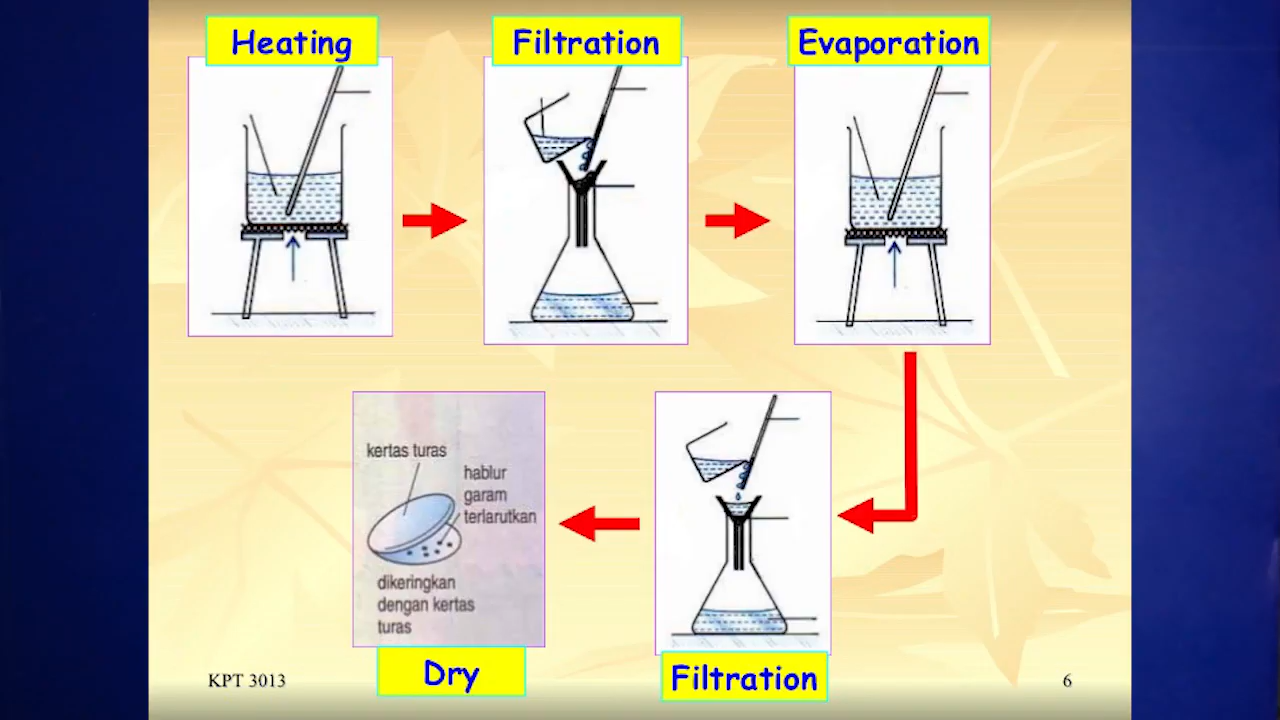 Heating
Filtration
Evaporation
kertas turas
hablur
garam
terlarutkan
dikeringkan
dengan kertas
turas
Dry
Filtration
KPT 3013
6